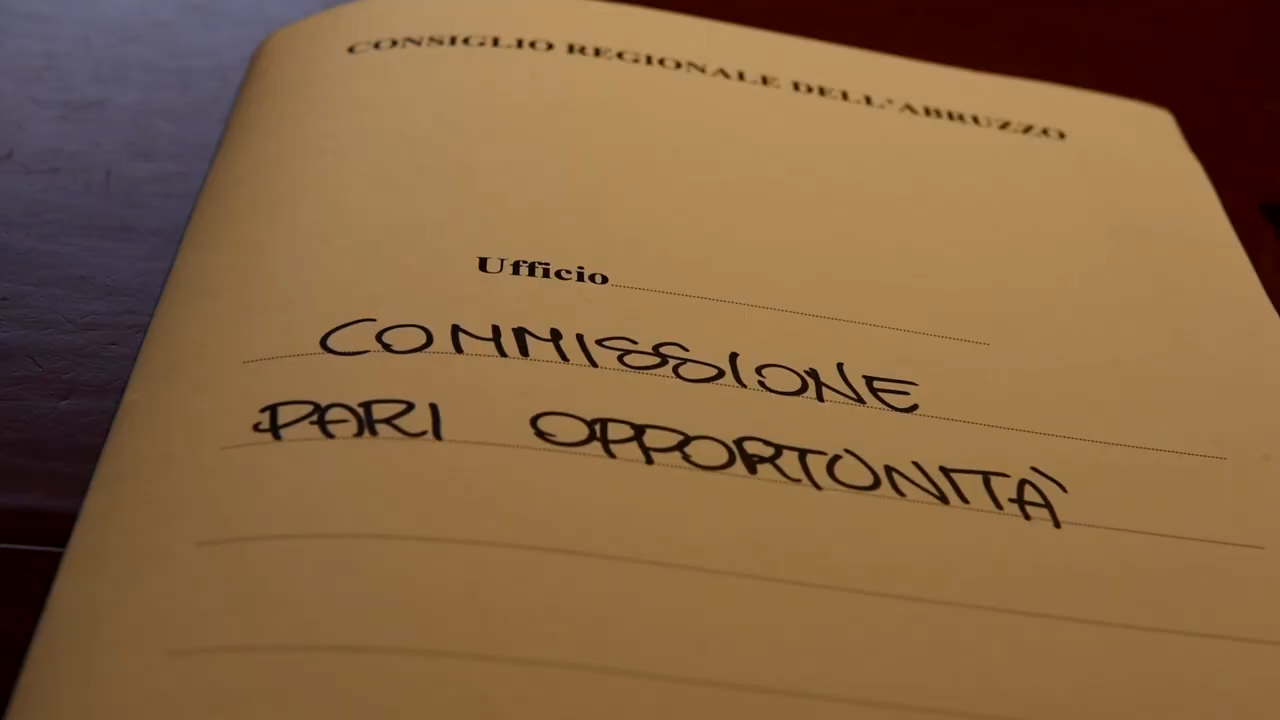 CONSIGLIO REGIONALE DELL'ABRUZZO
Ufficio
COMMISSIONE
PARI OPPORTUNITÀ